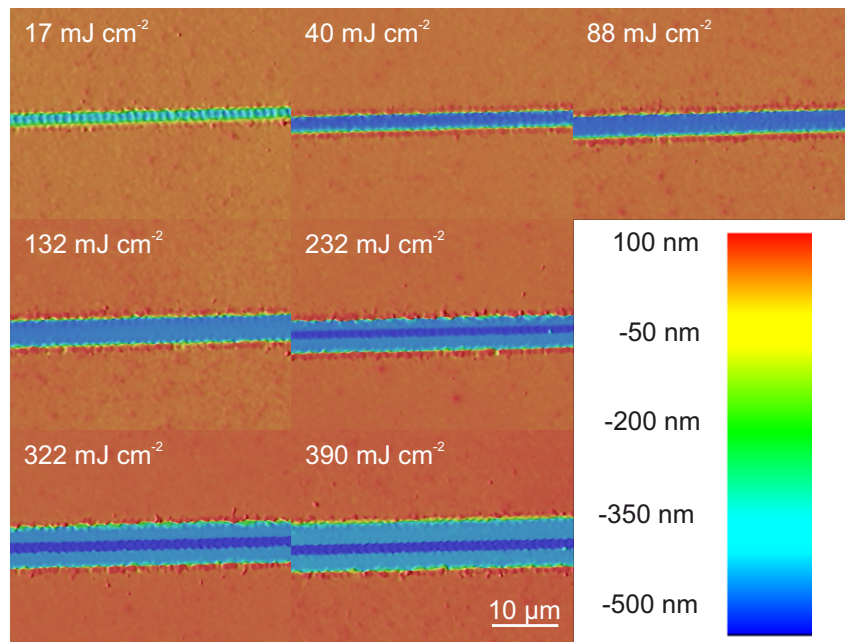 17 mJ cm⁻²
40 mJ cm⁻²
88 mJ cm⁻²
132 mJ cm⁻²
232 mJ cm⁻²
100 nm
-50 nm
-200 nm
-350 nm
-500 nm
322 mJ cm⁻²
390 mJ cm⁻²
10 µm